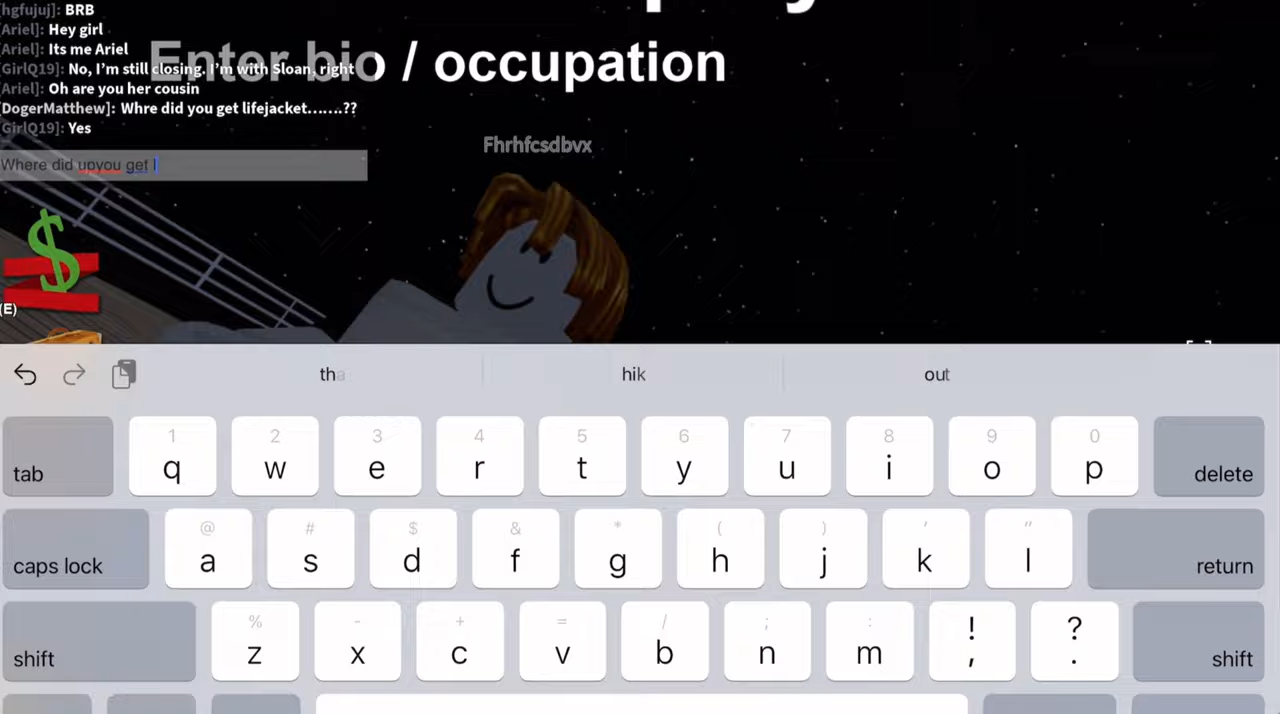 [hgfujuj]: BRB
[Ariel]: Hey girl
[Ariel]: Its me Ariel
[GirlQ19]: No, I'm still closing. I'm with Sloan, right
[Ariel]: Oh are you her cousin
[DogerMatthew]: Whre did you get lifejacket.......??
[GirlQ19]: Yes
Enter bio / occupation
Fhrhfcsdbvx
Where did upyou get l
(E)
tha hik out
1 2 3 4 5 6 7 8 9 0
tab q w e r t y u i o p delete
@ # $ & * ( ) ' "
caps lock a s d f g h j k l return
% - + = / ; : ! ?
shift z x c v b n m , . shift